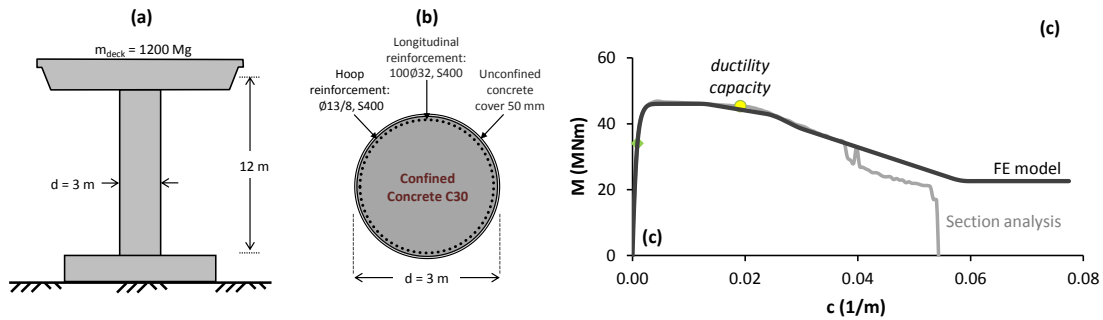 (a)
m_deck = 1200 Mg
12 m
d = 3 m
(b)
Longitudinal
reinforcement:
100Ø32, S400
Hoop
reinforcement:
Ø13/8, S400
Unconfined
concrete
cover 50 mm
Confined
Concrete C30
d = 3 m
(c)
M (MNm)
60
40
20
0
ductility
capacity
FE model
Section analysis
(c)
0.00
0.02
0.04
0.06
0.08
c (1/m)